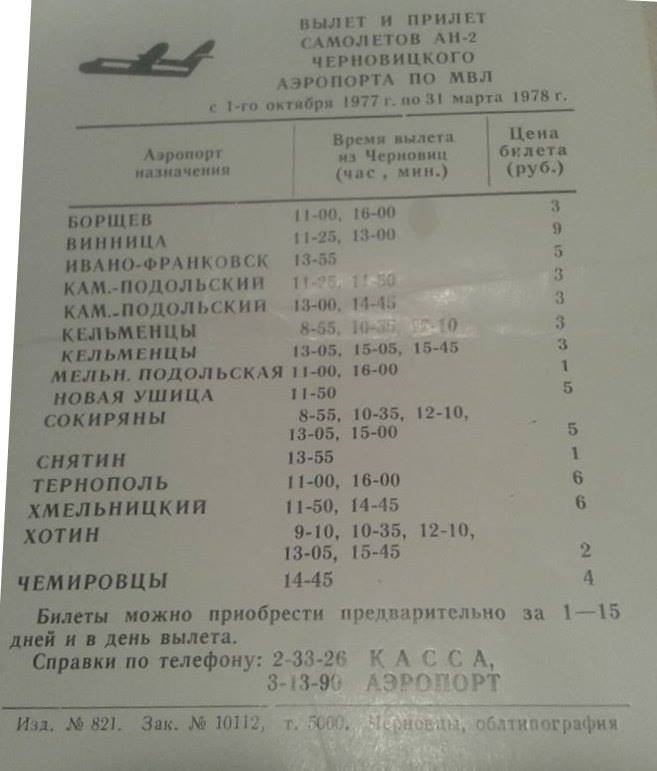 ВЫЛЕТ И ПРИЛЕТ
САМОЛЕТОВ АН-2
ЧЕРНОВИЦКОГО
АЭРОПОРТА ПО МВЛ
с 1-го октября 1977 г. по 31 марта 1978 г.
Аэропорт назначения Время вылета из Черновиц (час , мин.) Цена билета (руб.)
БОРЩЕВ 11-00, 16-00 3
ВИННИЦА 11-25, 13-00 9
ИВАНО-ФРАНКОВСК 13-55 5
КАМ.-ПОДОЛЬСКИЙ 11-25, 11-50 3
КАМ.-ПОДОЛЬСКИЙ 13-00, 14-45 3
КЕЛЬМЕНЦЫ 8-55, 10-35, 12-10 3
КЕЛЬМЕНЦЫ 13-05, 15-05, 15-45 3
МЕЛЬН. ПОДОЛЬСКАЯ 11-00, 16-00 1
НОВАЯ УШИЦА 11-50 5
СОКИРЯНЫ 8-55, 10-35, 12-10,
13-05, 15-00 5
СНЯТИН 13-55 1
ТЕРНОПОЛЬ 11-00, 16-00 6
ХМЕЛЬНИЦКИЙ 11-50, 14-45 6
ХОТИН 9-10, 10-35, 12-10,
13-05, 15-45 2
ЧЕМИРОВЦЫ 14-45 4
Билеты можно приобрести предварительно за 1—15
дней и в день вылета.
Справки по телефону: 2-33-26 КАССА,
3-13-90 АЭРОПОРТ
Изд. № 821. Зак. № 10112, т. 5000. Черновцы, облтипография